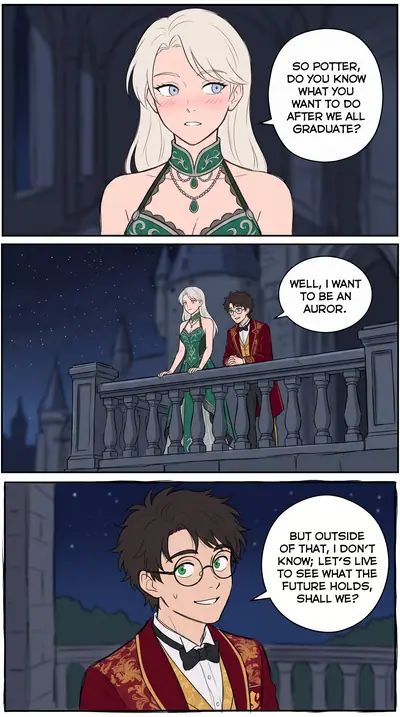 SO POTTER,
DO YOU KNOW
WHAT YOU
WANT TO DO
AFTER WE ALL
GRADUATE?
WELL, I WANT
TO BE AN
AUROR.
BUT OUTSIDE
OF THAT, I DON'T
KNOW; LET'S LIVE
TO SEE WHAT THE
FUTURE HOLDS,
SHALL WE?